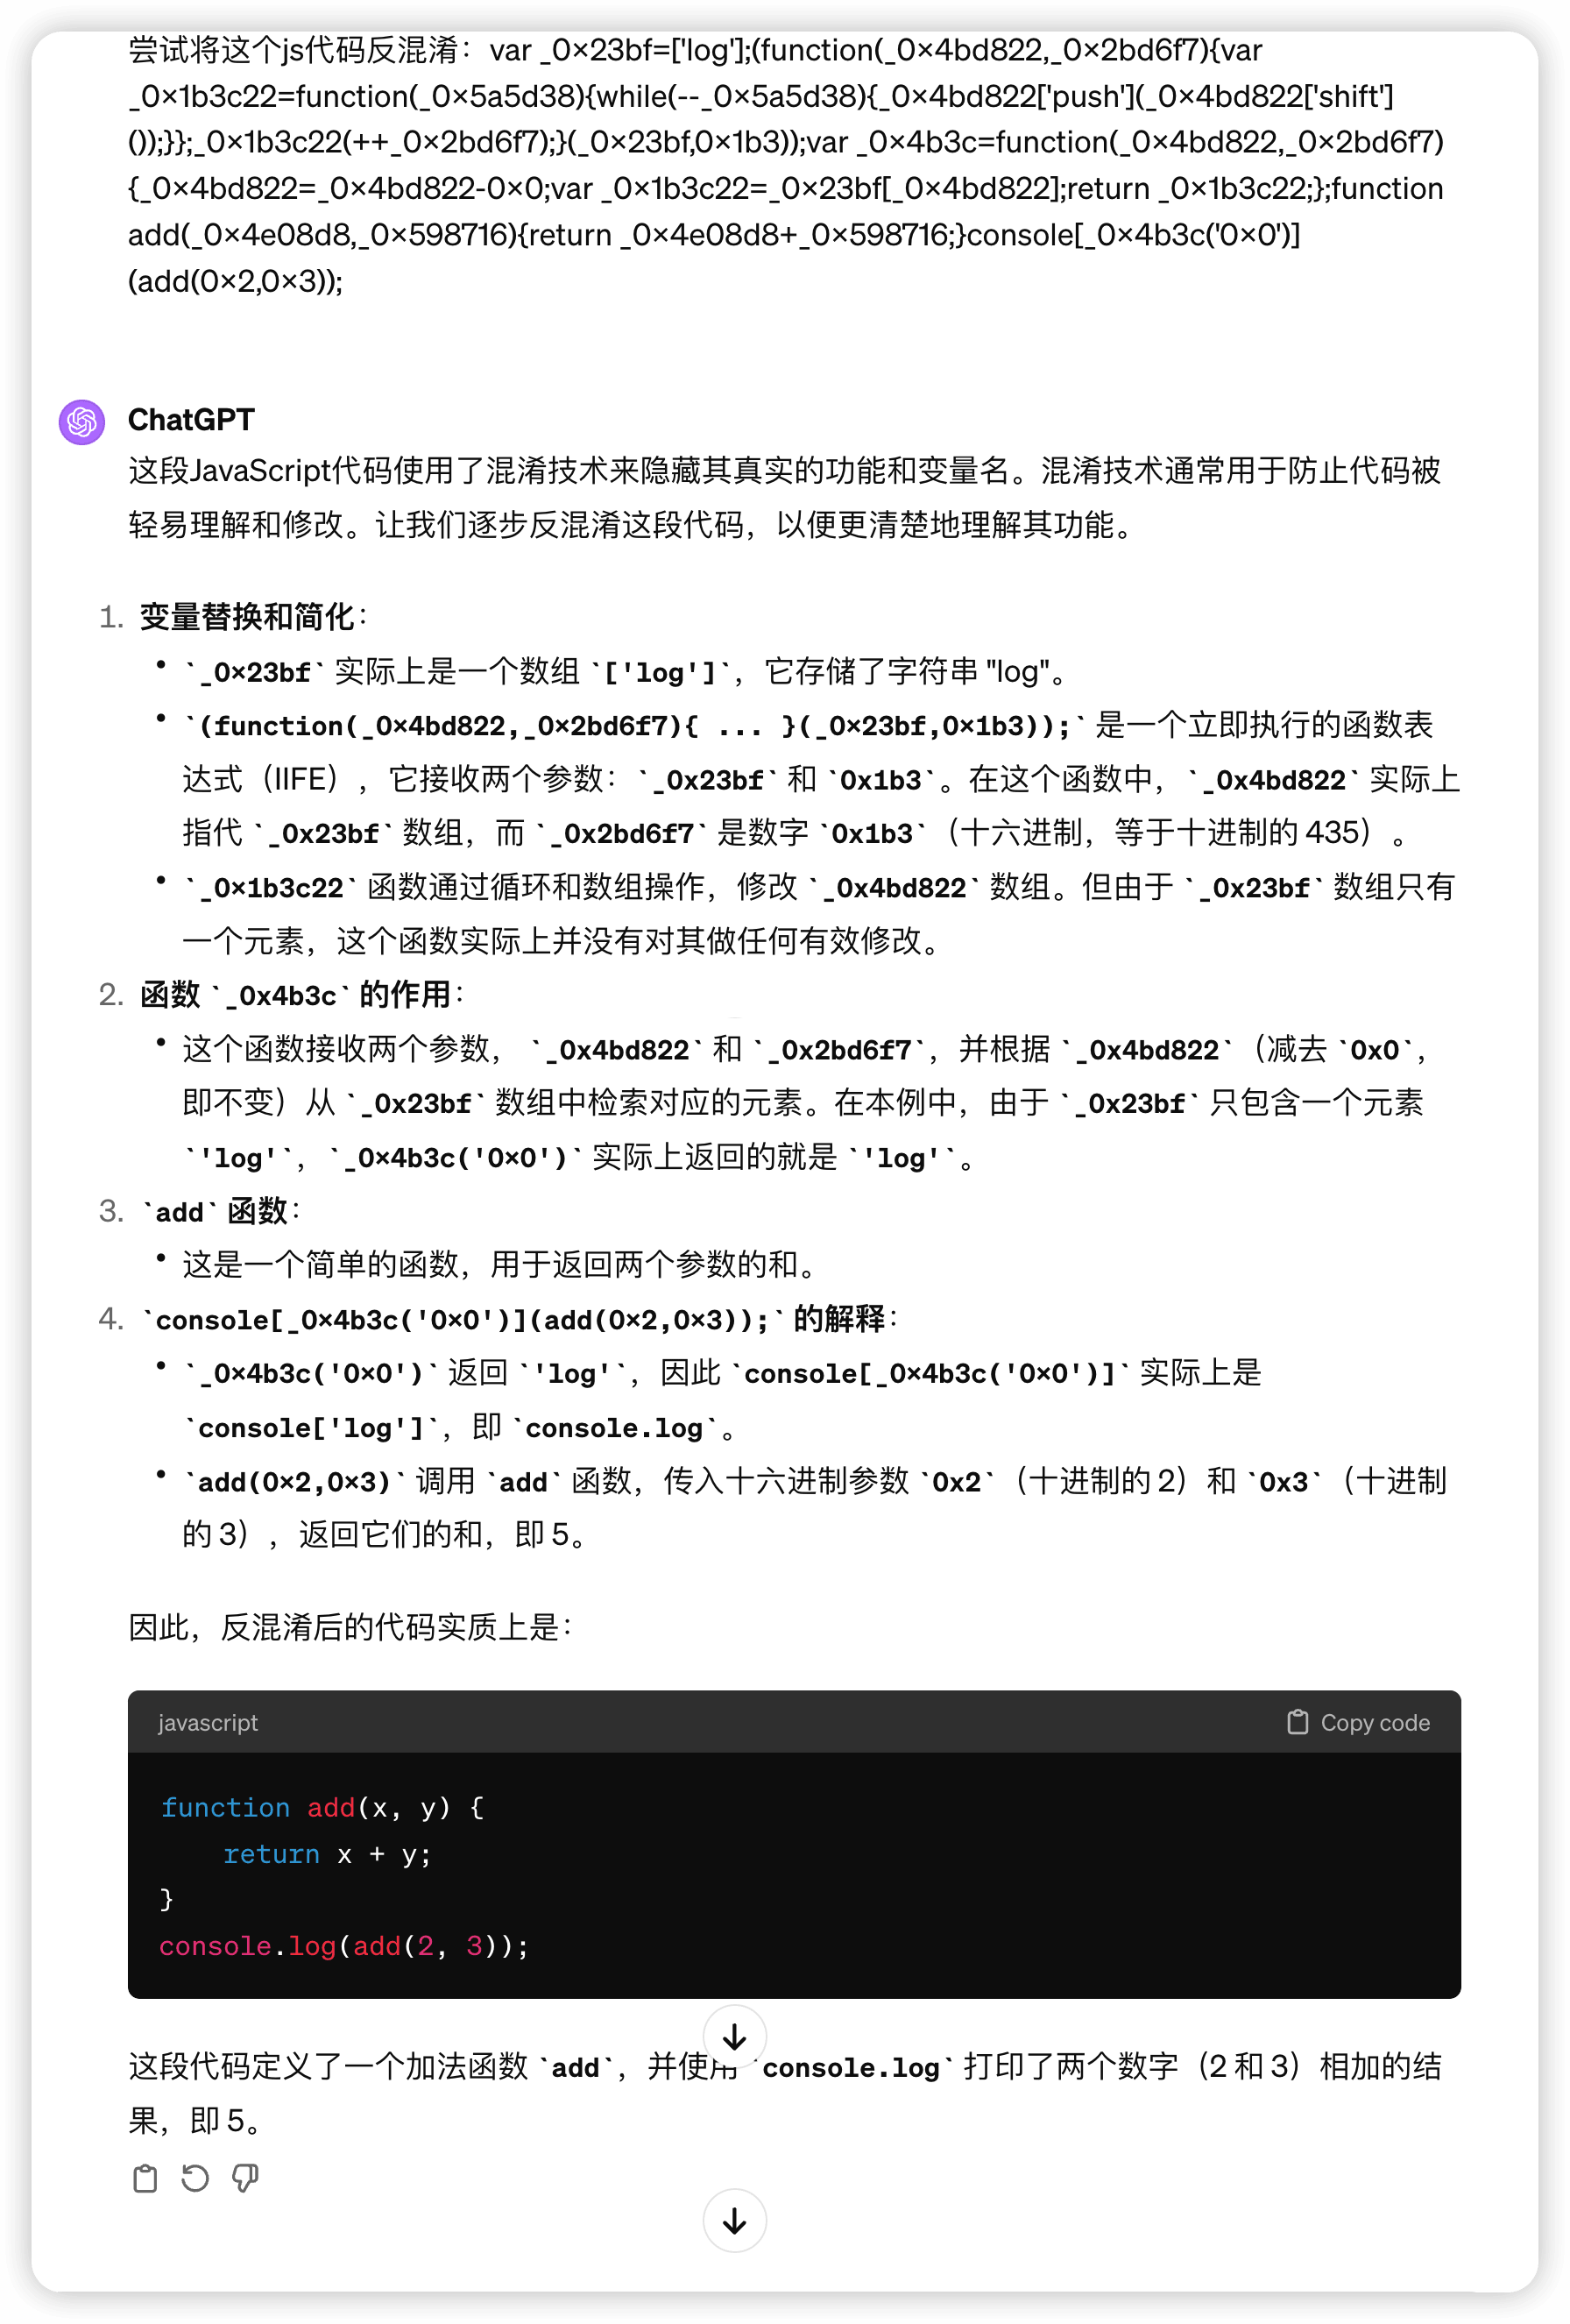 尝试将这个js代码反混淆：var _0×23bf=['log'];(function(_0×4bd822,_0×2bd6f7){var
_0×1b3c22=function(_0×5a5d38){while(--_0×5a5d38){_0×4bd822['push'](_0×4bd822['shift']
());}};_0×1b3c22(++_0×2bd6f7);}(_0×23bf,0×1b3));var _0×4b3c=function(_0×4bd822,_0×2bd6f7)
{_0×4bd822=_0×4bd822-0×0;var _0×1b3c22=_0×23bf[_0×4bd822];return _0×1b3c22;};function
add(_0×4e08d8,_0×598716){return _0×4e08d8+_0×598716;}console[_0×4b3c('0×0')]
(add(0×2,0×3));
ChatGPT
这段JavaScript代码使用了混淆技术来隐藏其真实的功能和变量名。混淆技术通常用于防止代码被
轻易理解和修改。让我们逐步反混淆这段代码，以便更清楚地理解其功能。
1. 变量替换和简化：
• `_0×23bf` 实际上是一个数组 `['log']`，它存储了字符串 "log"。
• `(function(_0×4bd822,_0×2bd6f7){ ... }(_0×23bf,0×1b3));` 是一个立即执行的函数表
达式（IIFE），它接收两个参数：`_0x23bf` 和 `0x1b3`。在这个函数中，`_0x4bd822` 实际上
指代 `_0x23bf` 数组，而 `_0x2bd6f7` 是数字 `0x1b3`（十六进制，等于十进制的 435）。
• `_0×1b3c22` 函数通过循环和数组操作，修改 `_0x4bd822` 数组。但由于 `_0x23bf` 数组只有
一个元素，这个函数实际上并没有对其做任何有效修改。
2. 函数 `_0x4b3c` 的作用：
• 这个函数接收两个参数，`_0x4bd822` 和 `_0x2bd6f7`，并根据 `_0x4bd822`（减去 `0x0`，
即不变）从 `_0x23bf` 数组中检索对应的元素。在本例中，由于 `_0x23bf` 只包含一个元素
`'log'`，`_0×4b3c('0×0')` 实际上返回的就是 `'log'`。
3. `add` 函数：
• 这是一个简单的函数，用于返回两个参数的和。
4. `console[_0×4b3c('0×0')](add(0×2,0×3));` 的解释：
• `_0×4b3c('0×0')` 返回 `'log'`，因此 `console[_0×4b3c('0×0')]` 实际上是
`console['log']`，即 `console.log`。
• `add(0×2,0×3)` 调用 `add` 函数，传入十六进制参数 `0x2`（十进制的 2）和 `0x3`（十进制
的 3），返回它们的和，即 5。
因此，反混淆后的代码实质上是：
javascript Copy code
function add(x, y) {
    return x + y;
}
console.log(add(2, 3));
这段代码定义了一个加法函数 `add`，并使用 `console.log` 打印了两个数字（2 和 3）相加的结
果，即 5。